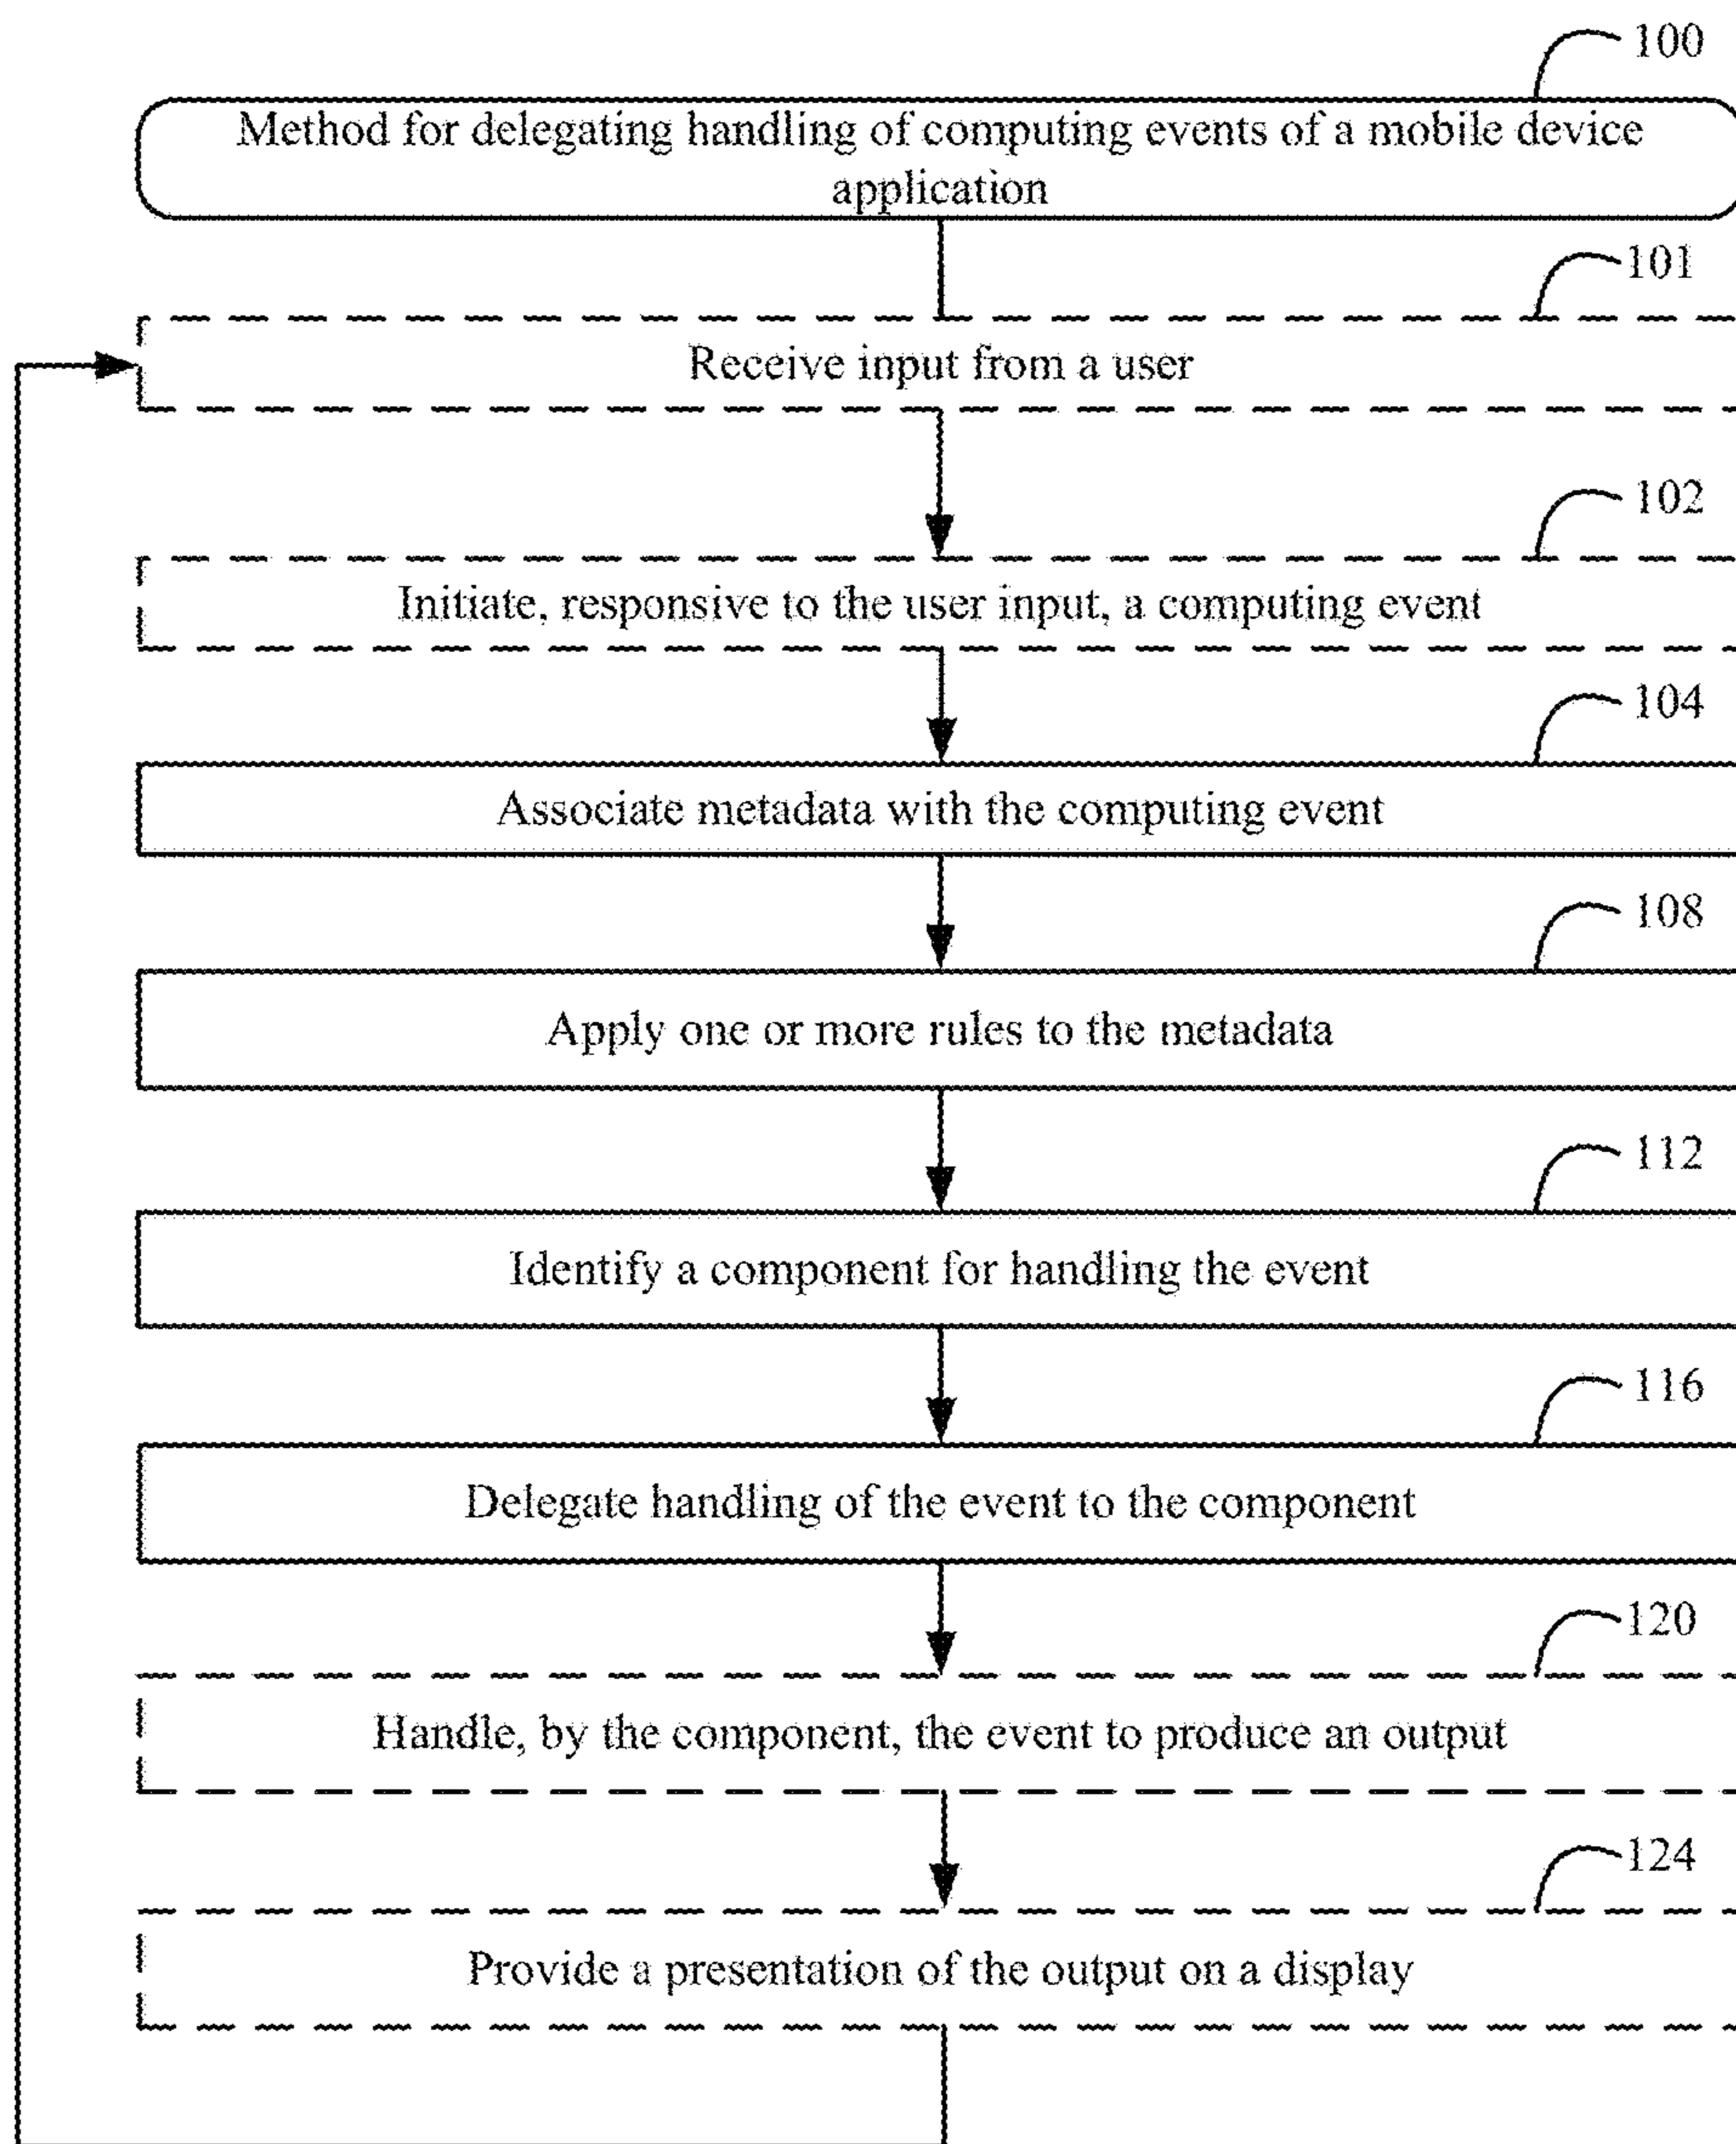 100
Method for delegating handling of computing events of a mobile device
application
101
Receive input from a user
102
Initiate, responsive to the user input, a computing event
104
Associate metadata with the computing event
108
Apply one or more rules to the metadata
112
Identify a component for handling the event
116
Delegate handling of the event to the component
120
Handle, by the component, the event to produce an output
124
Provide a presentation of the output on a display